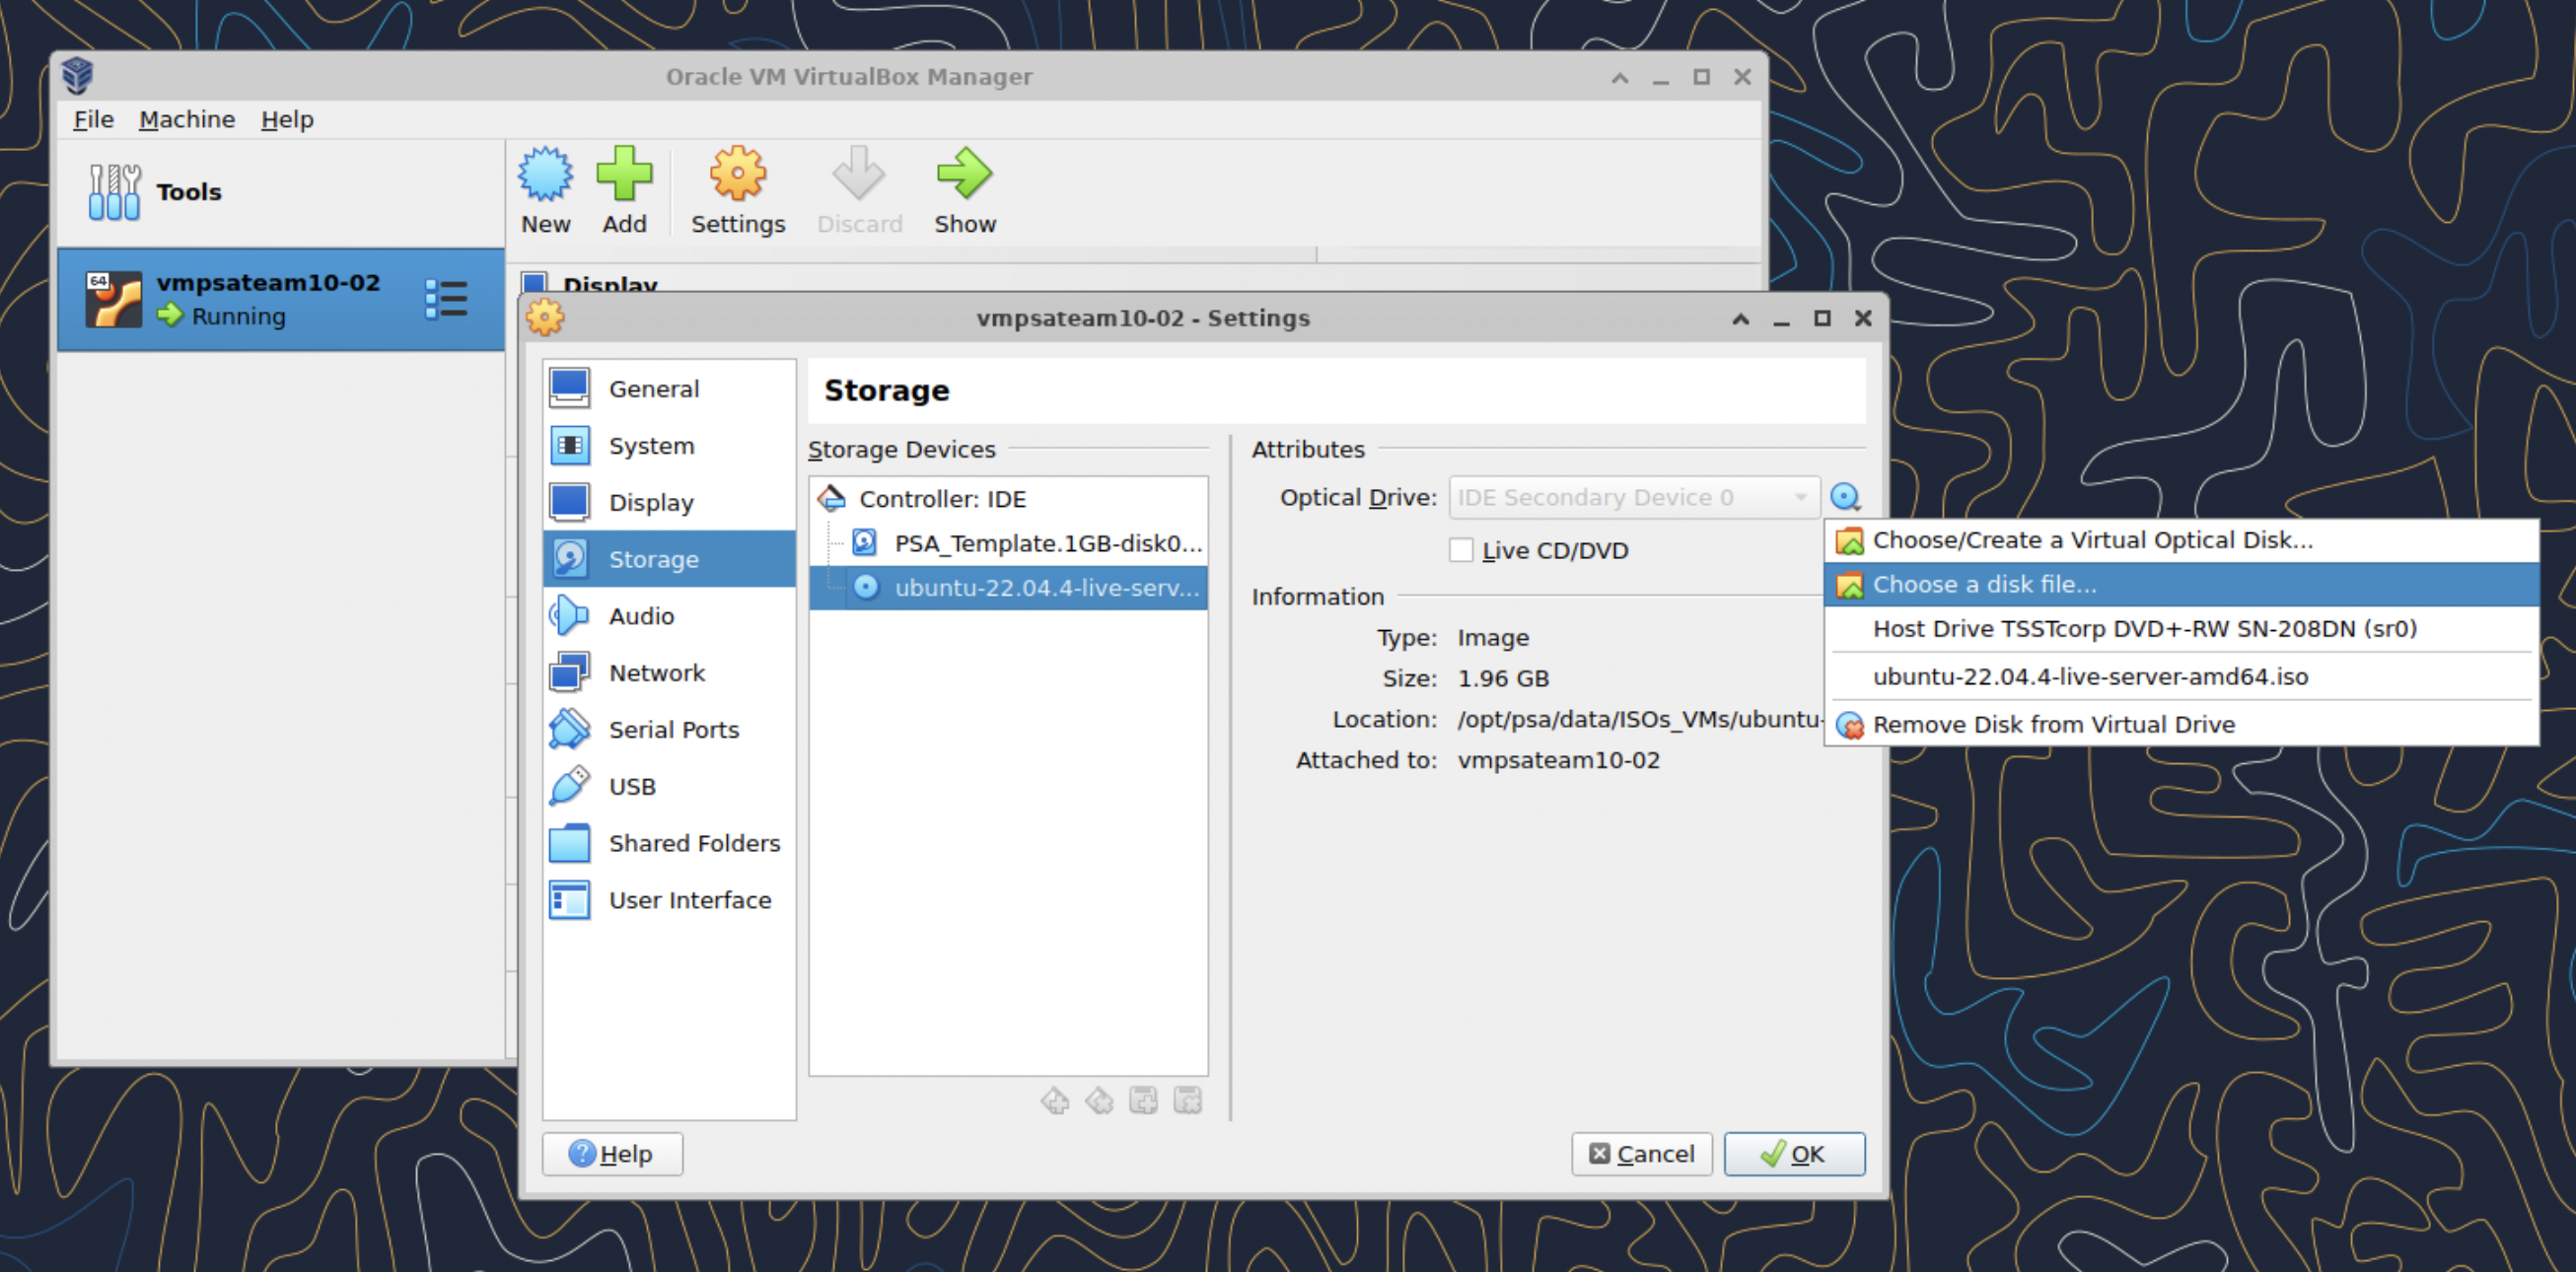 Oracle VM VirtualBox Manager
File Machine Help
Tools
New Add Settings Discard Show
64
vmpsateam10-02
Running
Display
vmpsateam10-02 - Settings
General
System
Display
Storage
Audio
Network
Serial Ports
USB
Shared Folders
User Interface
Storage
Storage Devices
Controller: IDE
PSA_Template.1GB-disk0...
ubuntu-22.04.4-live-serv...
Attributes
Optical Drive: IDE Secondary Device 0
Live CD/DVD
Information
Type: Image
Size: 1.96 GB
Location: /opt/psa/data/ISOs_VMs/ubuntu-
Attached to: vmpsateam10-02
Choose/Create a Virtual Optical Disk...
Choose a disk file...
Host Drive TSSTcorp DVD+-RW SN-208DN (sr0)
ubuntu-22.04.4-live-server-amd64.iso
Remove Disk from Virtual Drive
Help Cancel OK